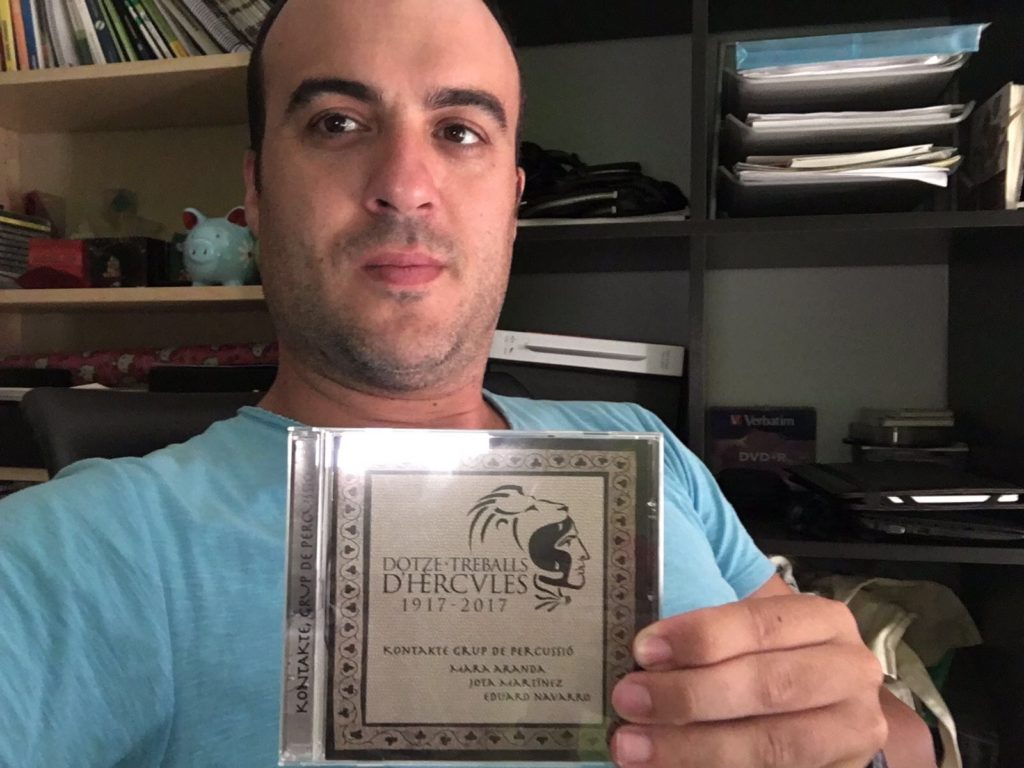 Verbatim
DVD+R
KONTAKTE, GRUP DE PERCUSSIÓ
DOTZE·TREBALLS
D'HÈRCVLES
1917-2017
KONTAKTE GRUP DE PERCUSSIÓ
MARA ARANDA
JOTA MARTÍNEZ
EDUARD NAVARRO